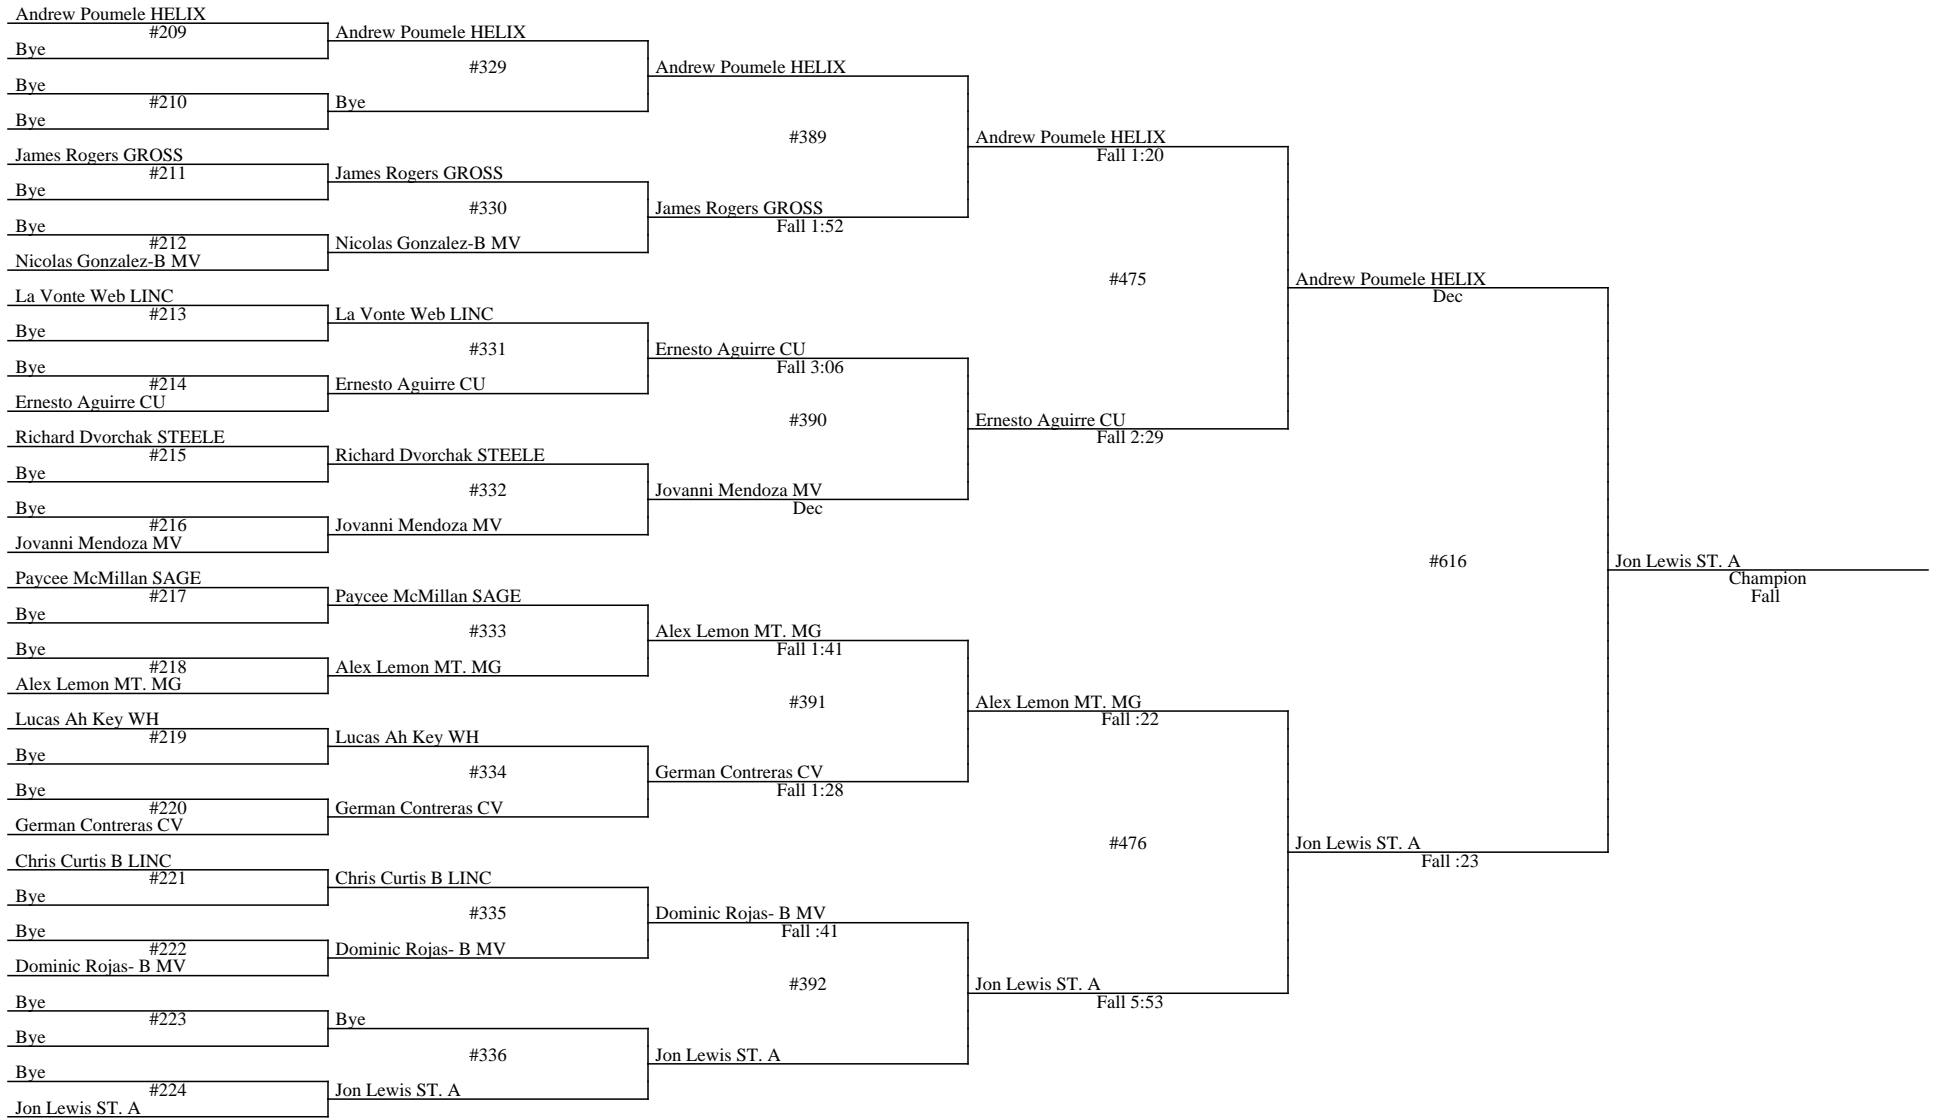 Andrew Poumele HELIX
#209
Bye
Bye
#210
Bye
James Rogers GROSS
#211
Bye
Bye
#212
Nicolas Gonzalez-B MV
La Vonte Web LINC
#213
Bye
Bye
#214
Ernesto Aguirre CU
Richard Dvorchak STEELE
#215
Bye
Bye
#216
Jovanni Mendoza MV
Paycee McMillan SAGE
#217
Bye
Bye
#218
Alex Lemon MT. MG
Lucas Ah Key WH
#219
Bye
Bye
#220
German Contreras CV
Chris Curtis B LINC
#221
Bye
Bye
#222
Dominic Rojas- B MV
Bye
#223
Bye
Bye
#224
Jon Lewis ST. A
Andrew Poumele HELIX
#329
Bye
James Rogers GROSS
#330
Nicolas Gonzalez-B MV
La Vonte Web LINC
#331
Ernesto Aguirre CU
Richard Dvorchak STEELE
#332
Jovanni Mendoza MV
Paycee McMillan SAGE
#333
Alex Lemon MT. MG
Lucas Ah Key WH
#334
German Contreras CV
Chris Curtis B LINC
#335
Dominic Rojas- B MV
Bye
#336
Jon Lewis ST. A
Andrew Poumele HELIX
#389
James Rogers GROSS
Fall 1:52
Ernesto Aguirre CU
Fall 3:06
#390
Jovanni Mendoza MV
Dec
Alex Lemon MT. MG
Fall 1:41
#391
German Contreras CV
Fall 1:28
Dominic Rojas- B MV
Fall :41
#392
Jon Lewis ST. A
Andrew Poumele HELIX
Fall 1:20
#475
Ernesto Aguirre CU
Fall 2:29
Alex Lemon MT. MG
Fall :22
#476
Jon Lewis ST. A
Fall 5:53
Andrew Poumele HELIX
Dec
#616
Jon Lewis ST. A
Fall :23
Jon Lewis ST. A
Champion
Fall